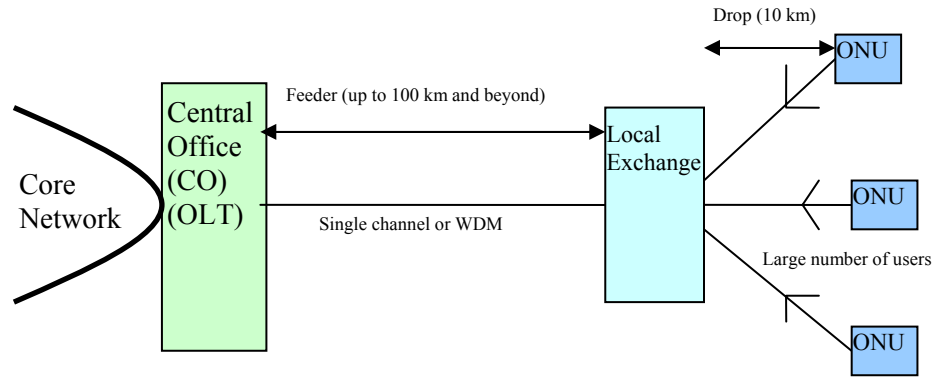 Core
Network
Central
Office
(CO)
(OLT)
Feeder (up to 100 km and beyond)
Single channel or WDM
Local
Exchange
Drop (10 km)
ONU
ONU
Large number of users
ONU